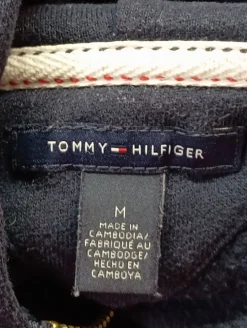 TOMMY HILFIGER
M
MADE IN
CAMBODIA/
FABRIQUÉ AU
CAMBODGE/
HECHO EN
CAMBOYA